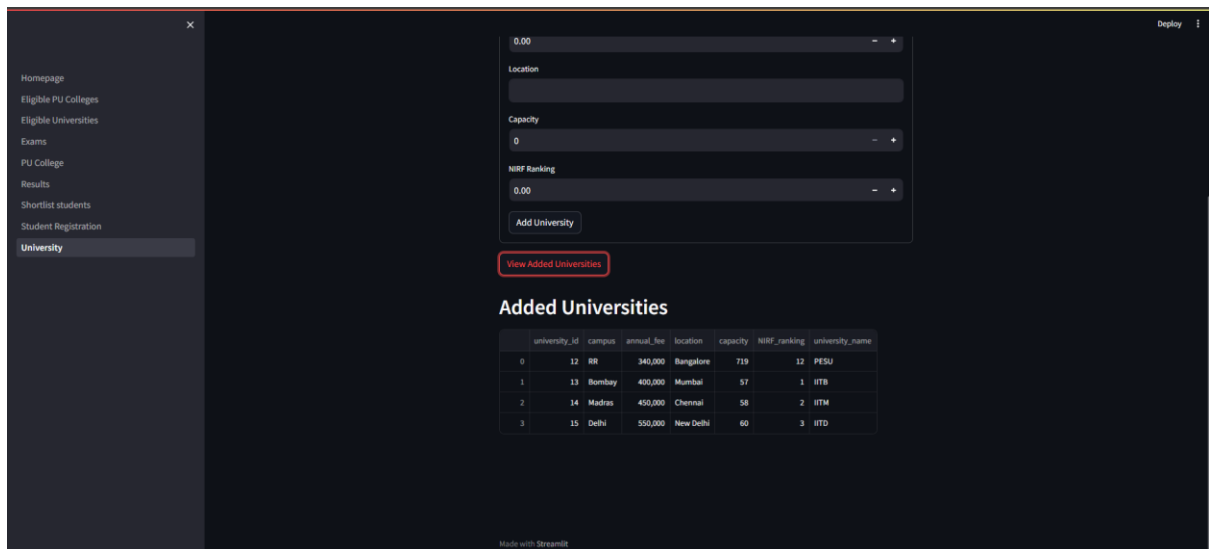 Deploy
Homepage
Eligible PU Colleges
Eligible Universities
Exams
PU College
Results
Shortlist students
Student Registration
University
0.00
Location
Capacity
0
NIRF Ranking
0.00
Add University
View Added Universities
Added Universities
university_id campus annual_fee location capacity NIRF_ranking university_name
0 12 RR 340,000 Bangalore 719 12 PESU
1 13 Bombay 400,000 Mumbai 57 1 IITB
2 14 Madras 450,000 Chennai 58 2 IITM
3 15 Delhi 550,000 New Delhi 60 3 IITD
Made with Streamlit